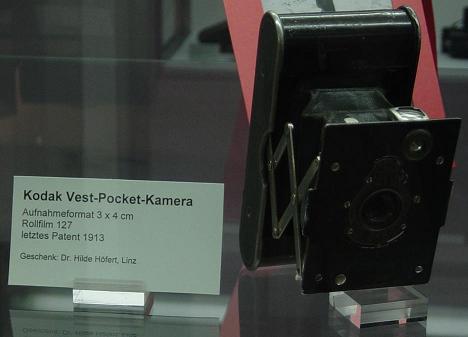 Kodak Vest-Pocket-Kamera
Aufnahmeformat 3 x 4 cm
Rollfilm 127
letztes Patent 1913
Geschenk: Dr. Hilde Höfert, Linz